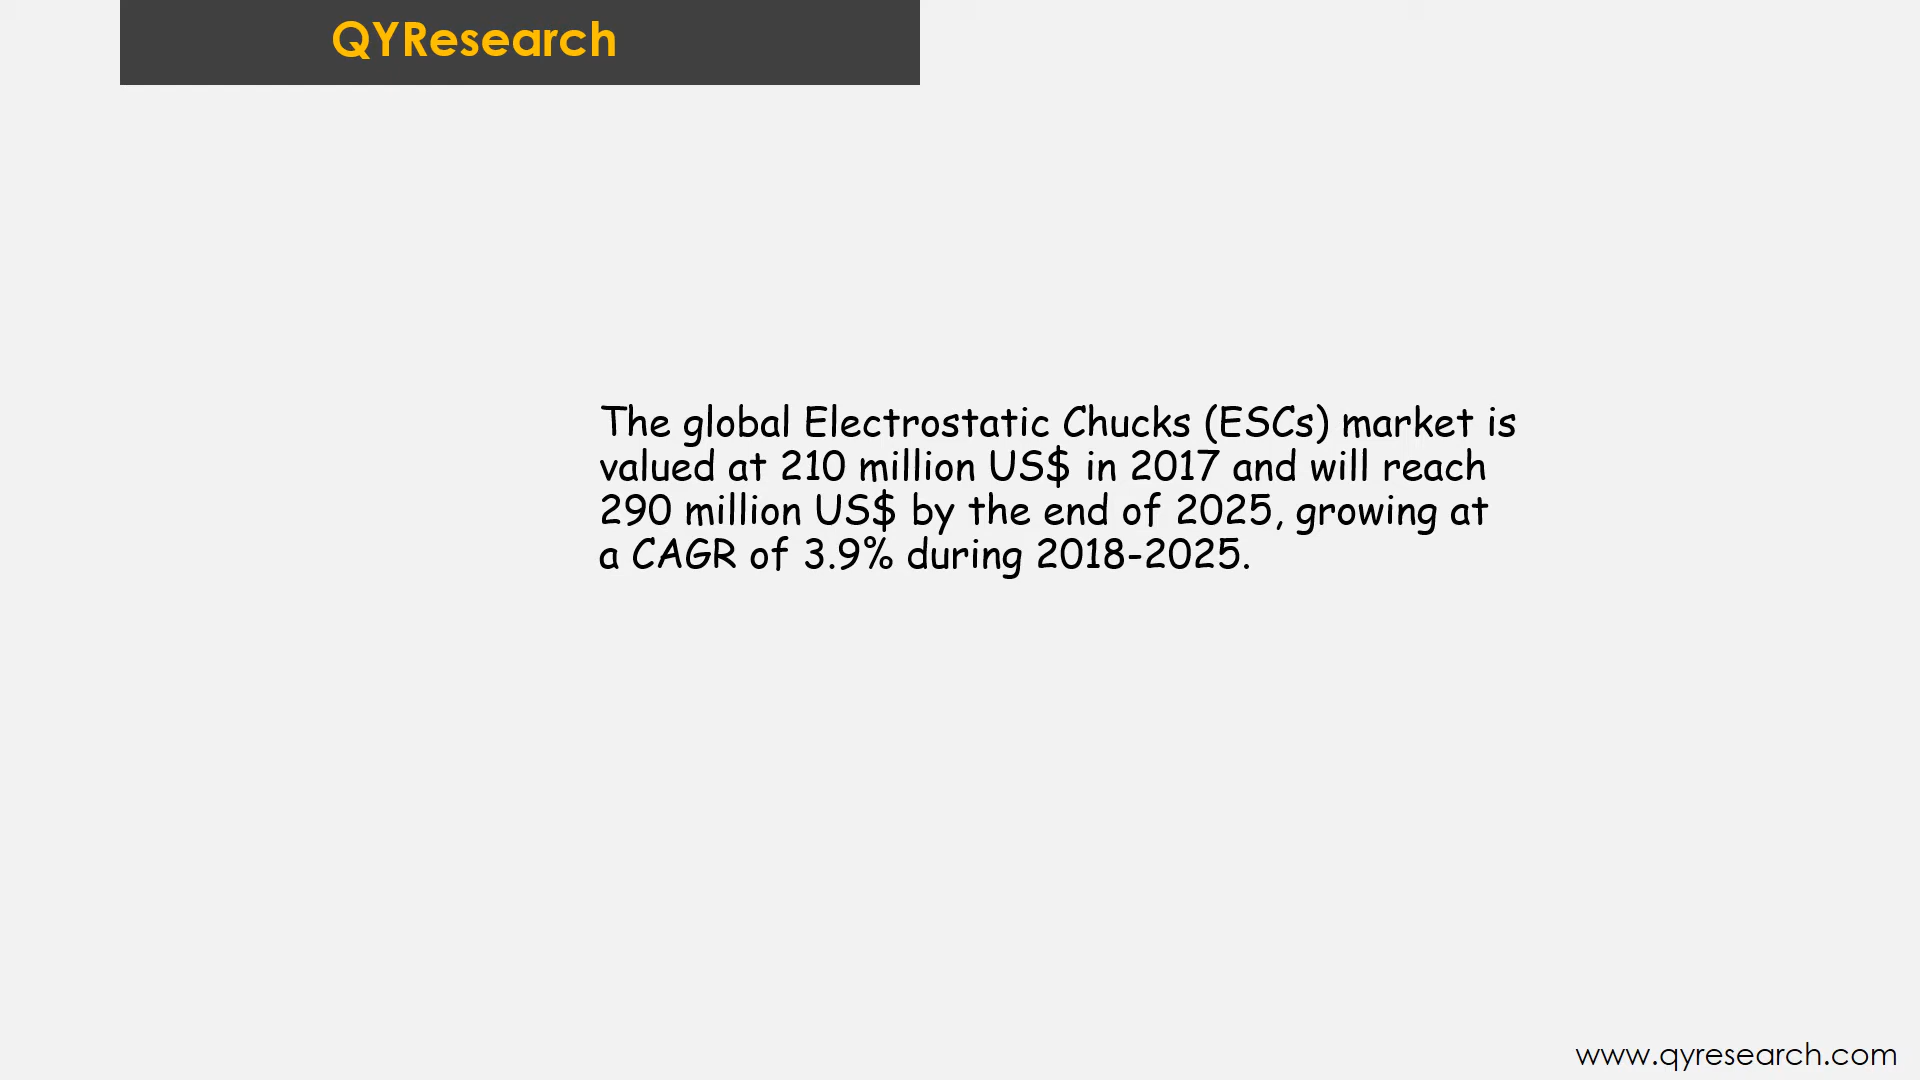 QYResearch
The global Electrostatic Chucks (ESCs) market is
valued at 210 million US$ in 2017 and will reach
290 million US$ by the end of 2025, growing at
a CAGR of 3.9% during 2018-2025.
www.qyresearch.com